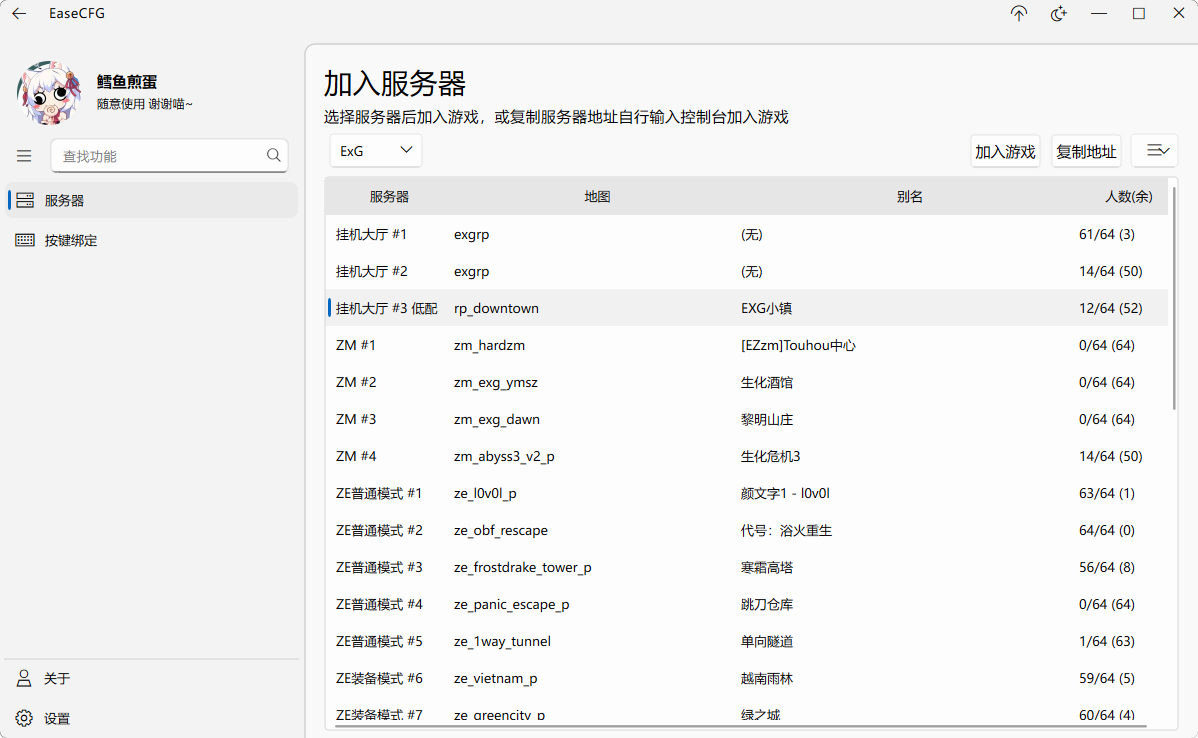 EaseCFG
鳕鱼煎蛋
随意使用 谢谢喵~
查找功能
服务器
按键绑定
关于
设置
加入服务器
选择服务器后加入游戏，或复制服务器地址自行输入控制台加入游戏
ExG
加入游戏 复制地址
服务器 地图 别名 人数(余)
挂机大厅 #1 exgrp (无) 61/64 (3)
挂机大厅 #2 exgrp (无) 14/64 (50)
挂机大厅 #3 低配 rp_downtown EXG小镇 12/64 (52)
ZM #1 zm_hardzm [EZzm]Touhou中心 0/64 (64)
ZM #2 zm_exg_ymsz 生化酒馆 0/64 (64)
ZM #3 zm_exg_dawn 黎明山庄 0/64 (64)
ZM #4 zm_abyss3_v2_p 生化危机3 14/64 (50)
ZE普通模式 #1 ze_l0v0l_p 颜文字1 - l0v0l 63/64 (1)
ZE普通模式 #2 ze_obf_rescape 代号：浴火重生 64/64 (0)
ZE普通模式 #3 ze_frostdrake_tower_p 寒霜高塔 56/64 (8)
ZE普通模式 #4 ze_panic_escape_p 跳刀仓库 0/64 (64)
ZE普通模式 #5 ze_1way_tunnel 单向隧道 1/64 (63)
ZE装备模式 #6 ze_vietnam_p 越南雨林 59/64 (5)
ZE装备模式 #7 ze_greencity_p 绿之城 60/64 (4)